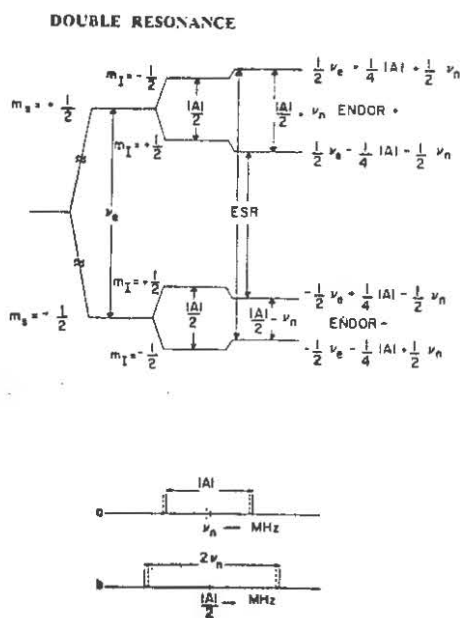 DOUBLE RESONANCE
m_I = - 1/2
1/2 ν_e + 1/4 |A| + 1/2 ν_n
m_s = + 1/2
|A|/2
|A|/2 + ν_n ENDOR +
m_I = + 1/2
1/2 ν_e - 1/4 |A| - 1/2 ν_n
ν_e
ESR
m_I = + 1/2
- 1/2 ν_e + 1/4 |A| - 1/2 ν_n
m_s = - 1/2
|A|/2
|A|/2 - ν_n
ENDOR -
m_I = - 1/2
- 1/2 ν_e - 1/4 |A| + 1/2 ν_n
|A|
a
ν_n — MHz
2ν_n
b
|A|/2 — MHz